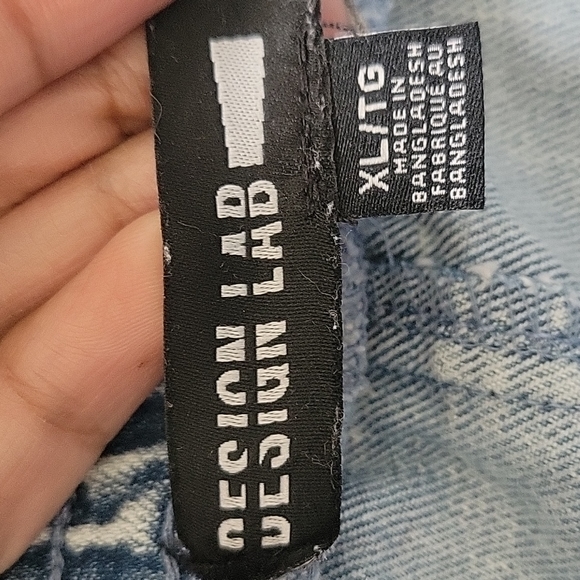 DESIGN LAB
DESIGN LAB
XL/TG
MADE IN
BANGLADESH
FABRIQUÉ AU
BANGLADESH